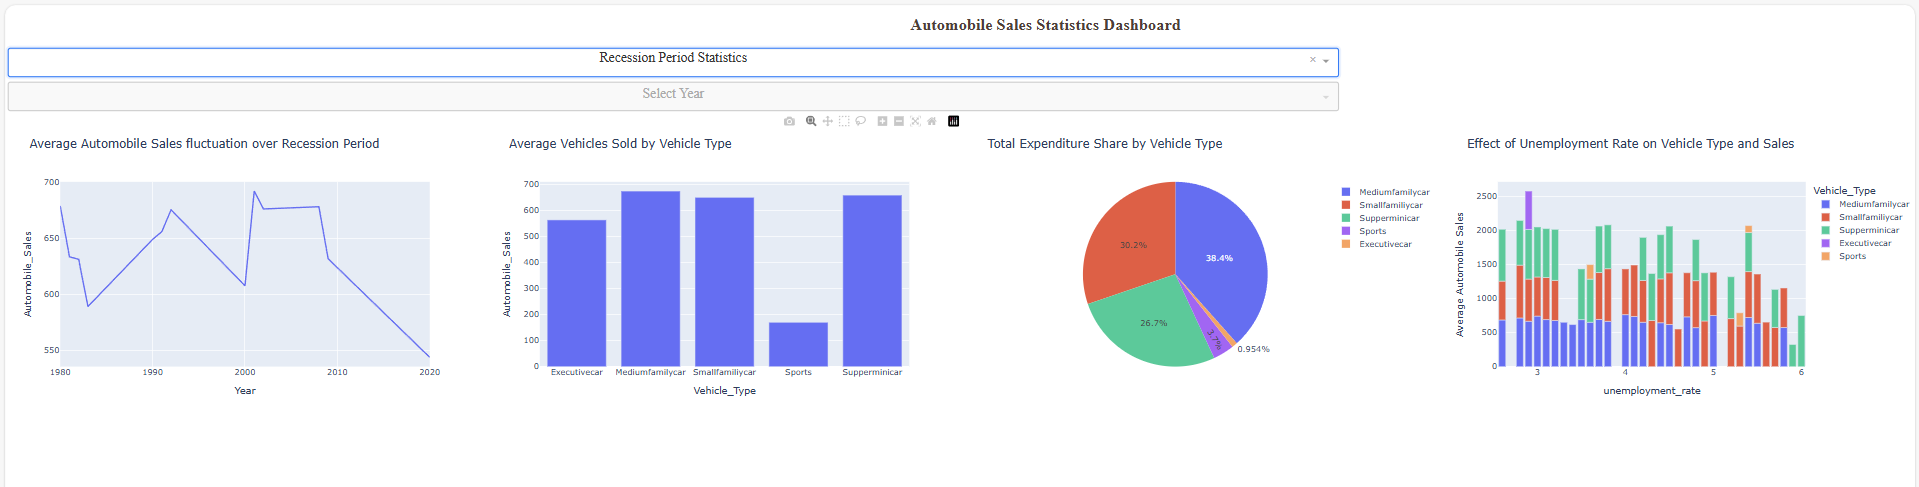 Automobile Sales Statistics Dashboard
Recession Period Statistics
×
Select Year
Average Automobile Sales fluctuation over Recession Period
700
650
600
550
Automobile_Sales
1980 1990 2000 2010 2020
Year
Average Vehicles Sold by Vehicle Type
700
600
500
400
300
200
100
0
Automobile_Sales
Executivecar Mediumfamilycar Smallfamiliycar Sports Supperminicar
Vehicle_Type
Total Expenditure Share by Vehicle Type
30.2%
38.4%
26.7%
3.7%
0.954%
Mediumfamilycar
Smallfamiliycar
Supperminicar
Sports
Executivecar
Effect of Unemployment Rate on Vehicle Type and Sales
2500
2000
1500
1000
500
0
Average Automobile Sales
3 4 5 6
unemployment_rate
Vehicle_Type
Mediumfamilycar
Smallfamiliycar
Supperminicar
Executivecar
Sports